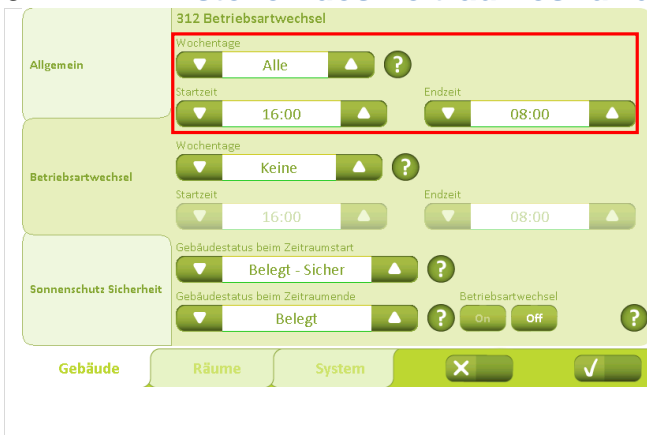 312 Betriebsartwechsel
Allgemein
Wochentage
Alle
?
Startzeit
Endzeit
16:00
08:00
Betriebsartwechsel
Wochentage
Keine
?
Startzeit
Endzeit
16:00
08:00
Sonnenschutz Sicherheit
Gebäudestatus beim Zeitraumstart
Belegt - Sicher
?
Gebäudestatus beim Zeitraumende
Betriebsartwechsel
Belegt
?
On
Off
?
Gebäude
Räume
System